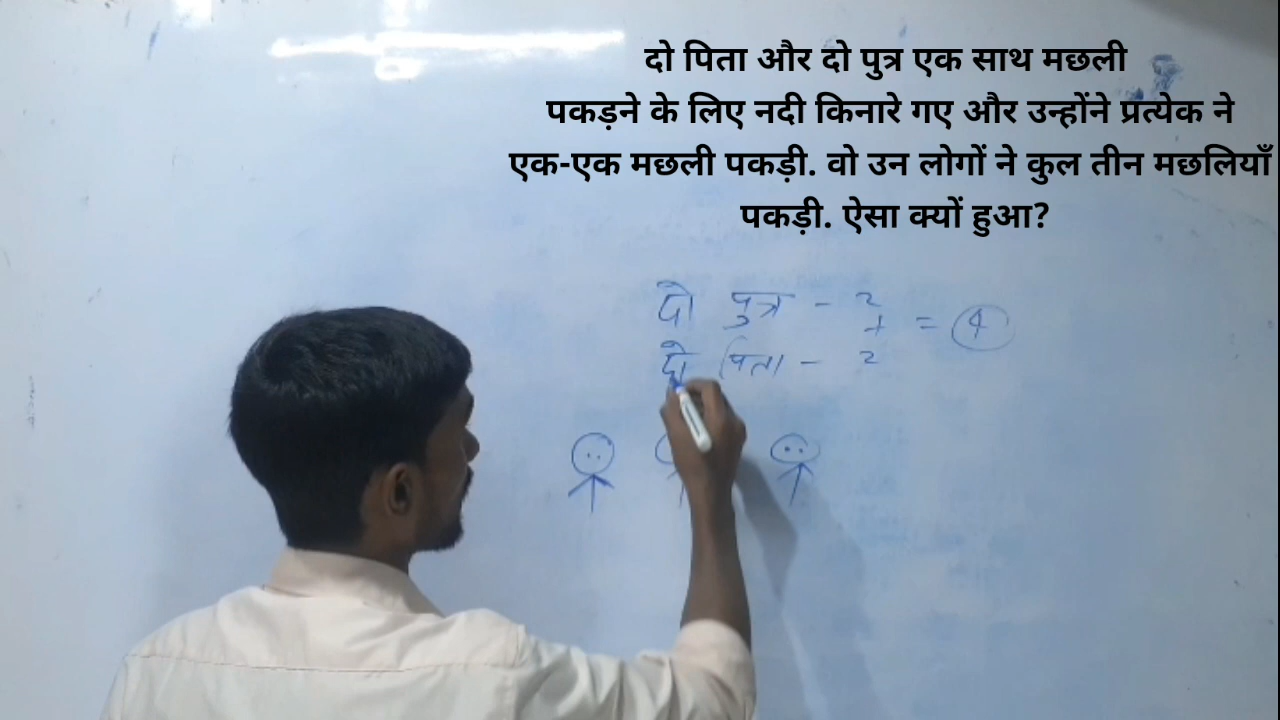 दो पिता और दो पुत्र एक साथ मछली
पकड़ने के लिए नदी किनारे गए और उन्होंने प्रत्येक ने
एक-एक मछली पकड़ी. वो उन लोगों ने कुल तीन मछलियाँ
पकड़ी. ऐसा क्यों हुआ?
दो पुत्र - 2
+ = 4
दो पिता - 2